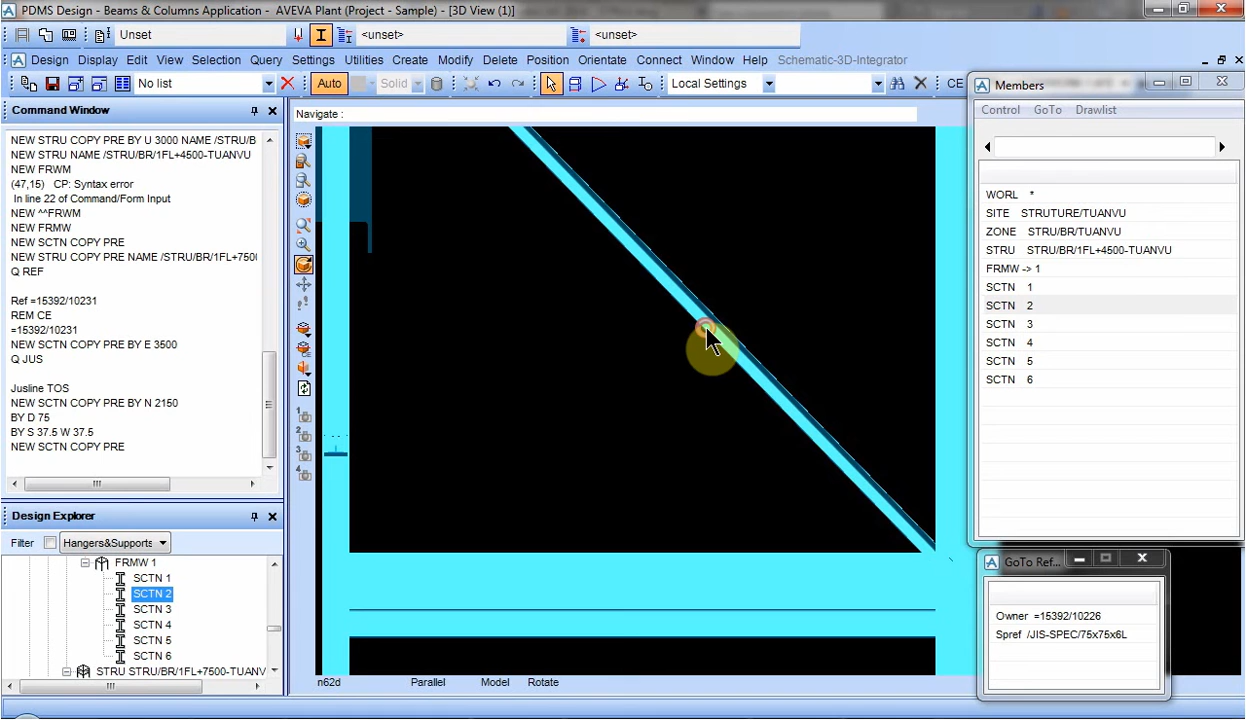 PDMS Design - Beams & Columns Application - AVEVA Plant (Project - Sample) - [3D View (1)]
Unset
<unset>
<unset>
Design Display Edit View Selection Query Settings Utilities Create Modify Delete Position Orientate Connect Window Help Schematic-3D-Integrator
No list
Auto
Solid
Local Settings
CE
Command Window
NEW STRU COPY PRE BY U 3000 NAME /STRU/B
NEW STRU NAME /STRU/BR/1FL+4500-TUANVU
NEW FRWM
(47,15) CP: Syntax error
In line 22 of Command/Form Input
NEW ^^FRWM
NEW FRMW
NEW SCTN COPY PRE
NEW STRU COPY PRE NAME /STRU/BR/1FL+750(
Q REF
Ref =15392/10231
REM CE
=15392/10231
NEW SCTN COPY PRE BY E 3500
Q JUS
Jusline TOS
NEW SCTN COPY PRE BY N 2150
BY D 75
BY S 37.5 W 37.5
NEW SCTN COPY PRE
Design Explorer
Filter
Hangers&Supports
FRMW 1
SCTN 1
SCTN 2
SCTN 3
SCTN 4
SCTN 5
SCTN 6
STRU STRU/BR/1FL+7500-TUANV
Navigate :
1
2
3
4
n62d
Parallel
Model
Rotate
Members
Control GoTo Drawlist
WORL *
SITE STRUTURE/TUANVU
ZONE STRU/BR/TUANVU
STRU STRU/BR/1FL+4500-TUANVU
FRMW -> 1
SCTN 1
SCTN 2
SCTN 3
SCTN 4
SCTN 5
SCTN 6
GoTo Ref...
Owner =15392/10226
Spref /JIS-SPEC/75x75x6L